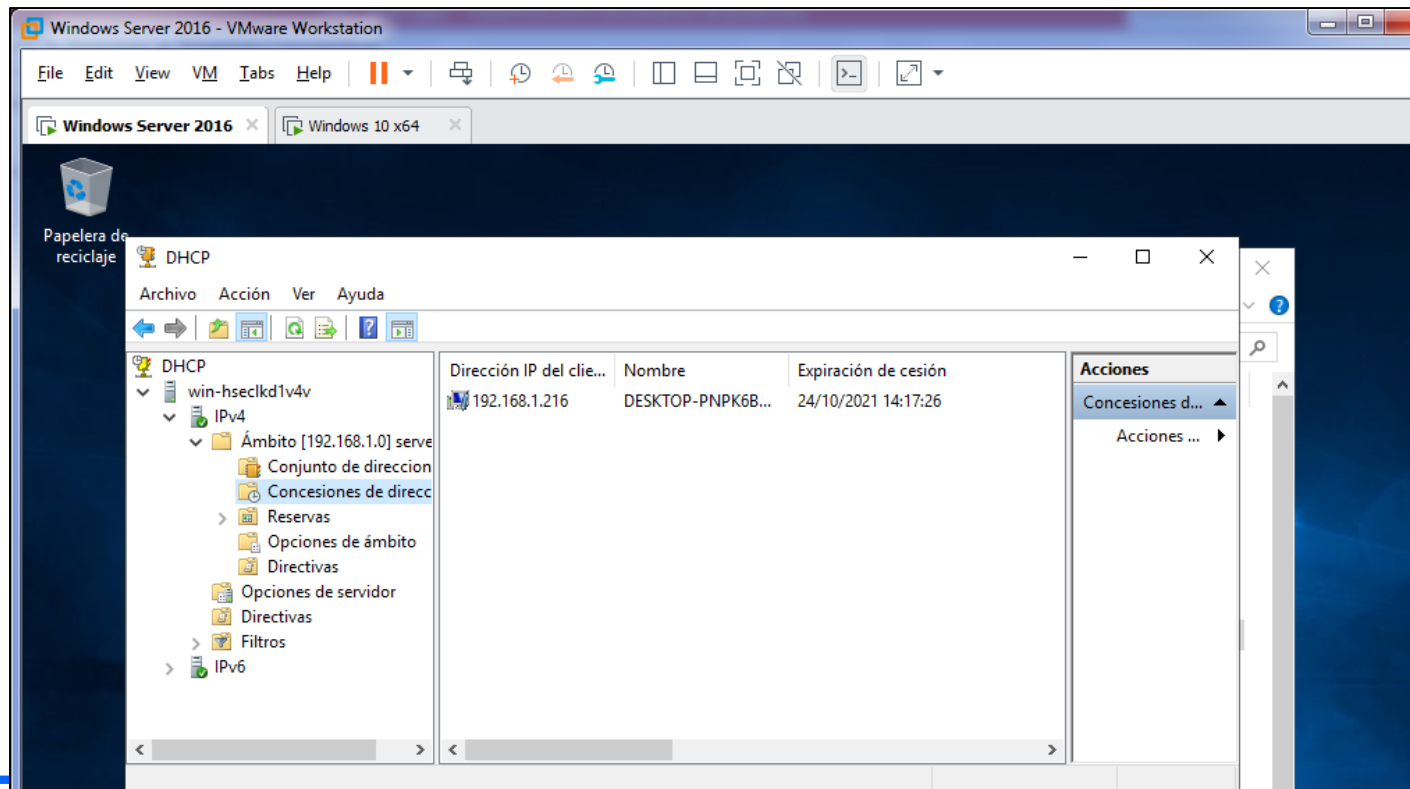 Windows Server 2016 - VMware Workstation
File Edit View VM Tabs Help
Windows Server 2016 Windows 10 x64
Papelera de
reciclaje
DHCP
Archivo Acción Ver Ayuda
DHCP
win-hseclkd1v4v
IPv4
Ámbito [192.168.1.0] serve
Conjunto de direccion
Concesiones de direcc
Reservas
Opciones de ámbito
Directivas
Opciones de servidor
Directivas
Filtros
IPv6
Dirección IP del clie... Nombre Expiración de cesión
192.168.1.216 DESKTOP-PNPK6B... 24/10/2021 14:17:26
Acciones
Concesiones d...
Acciones ...